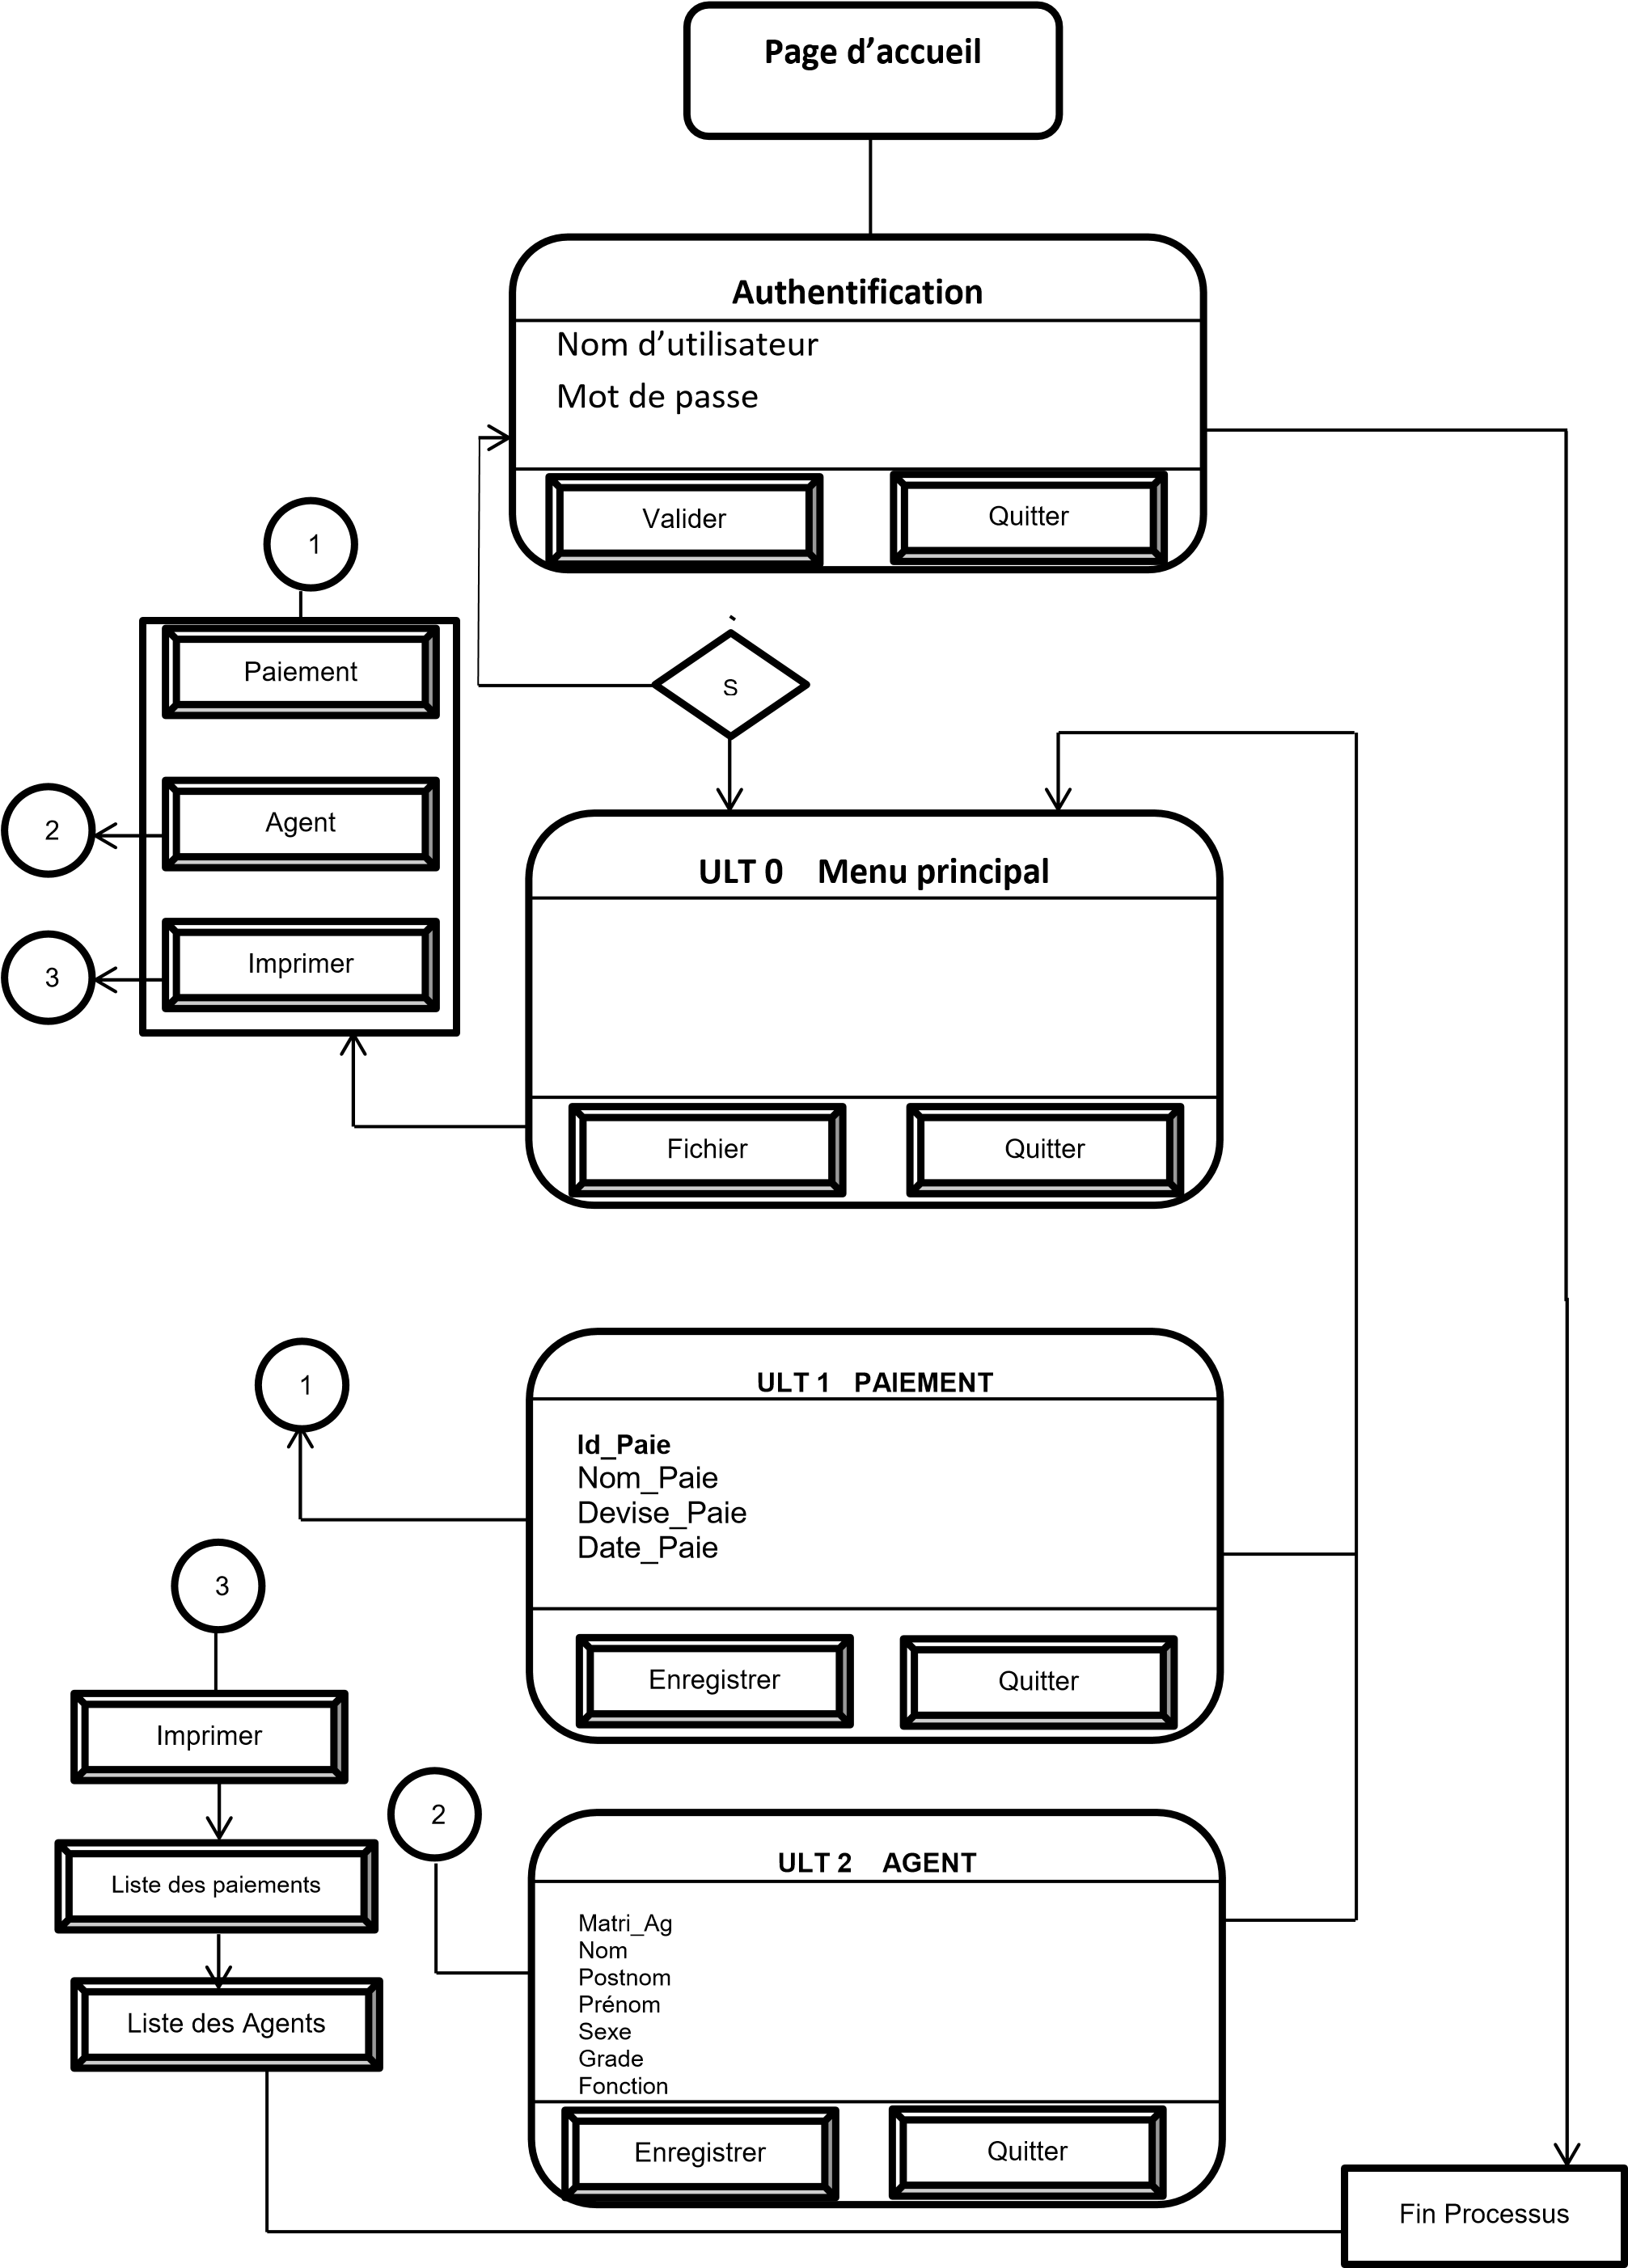 Page d’accueil
Authentification
Nom d’utilisateur
Mot de passe
Valider
Quitter
1
Paiement
S
Agent
2
ULT 0 Menu principal
Imprimer
3
Fichier
Quitter
ULT 1 PAIEMENT
1
Id_Paie
Nom_Paie
Devise_Paie
Date_Paie
3
Enregistrer
Quitter
Imprimer
2
ULT 2 AGENT
Liste des paiements
Matri_Ag
Nom
Postnom
Prénom
Sexe
Grade
Fonction
Liste des Agents
Enregistrer
Quitter
Fin Processus